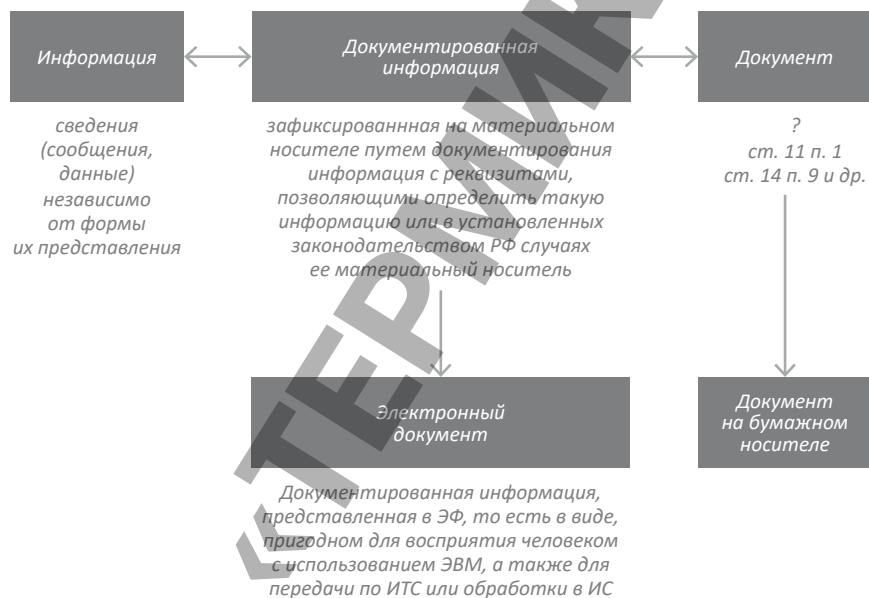 Информация
Документированная
информация
Документ
сведения
(сообщения,
данные)
независимо
от формы
их представления
зафиксированнная на материальном
носителе путем документирования
информация с реквизитами,
позволяющими определить такую
информацию или в установленных
законодательством РФ случаях
ее материальный носитель
?
ст. 11 п. 1
ст. 14 п. 9 и др.
Электронный
документ
Документ
на бумажном
носителе
Документированная информация,
представленная в ЭФ, то есть в виде,
пригодном для восприятия человеком
с использованием ЭВМ, а также для
передачи по ИТС или обработки в ИС
«ТЕРМИК